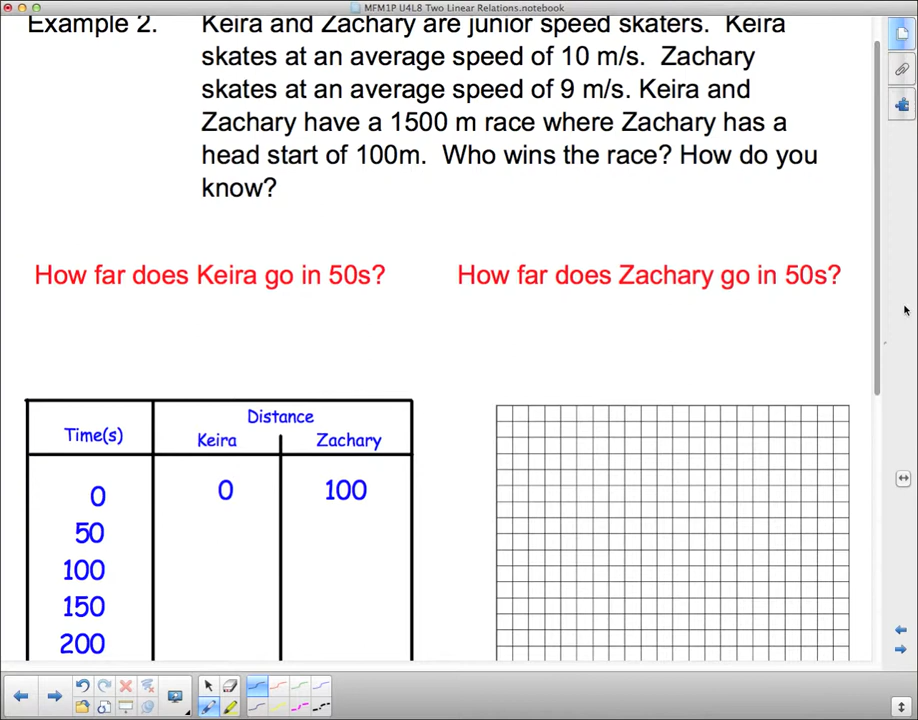 MFM1P U4L8 Two Linear Relations.notebook
Example 2. Keira and Zachary are junior speed skaters. Keira
skates at an average speed of 10 m/s. Zachary
skates at an average speed of 9 m/s. Keira and
Zachary have a 1500 m race where Zachary has a
head start of 100m. Who wins the race? How do you
know?
How far does Keira go in 50s? How far does Zachary go in 50s?
Distance
Time(s) Keira Zachary
0 0 100
50
100
150
200